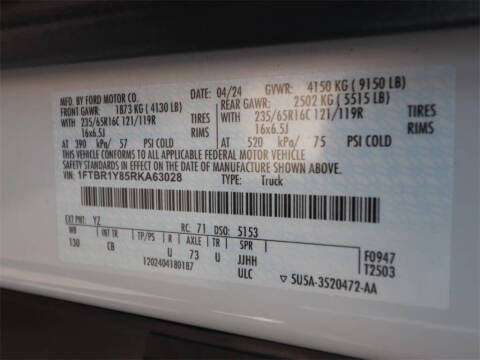 MFD. BY FORD MOTOR CO. DATE: 04/24 GVWR: 4150 KG ( 9150 LB)
FRONT GAWR: 1873 KG ( 4130 LB) REAR GAWR: 2502 KG ( 5515 LB)
WITH 235/65R16C 121/119R TIRES WITH 235/65R16C 121/119R TIRES
16x6.5J RIMS 16x6.5J RIMS
AT 390 kPa/ 57 PSI COLD AT 520 kPa/ 75 PSI COLD
THIS VEHICLE CONFORMS TO ALL APPLICABLE FEDERAL MOTOR VEHICLE
SAFETY STANDARDS IN EFFECT ON THE DATE OF MANUFACTURE SHOWN ABOVE.
VIN: 1FTBR1Y85RKA63028 TYPE: Truck
EXT PNT: YZ RC: 71 DSO: 5153
WB INT TR TP/PS R AXLE TR SPR F0947
130 CB U 73 U JJHH T2503
1202404180187 ULC 5USA-3520472-AA